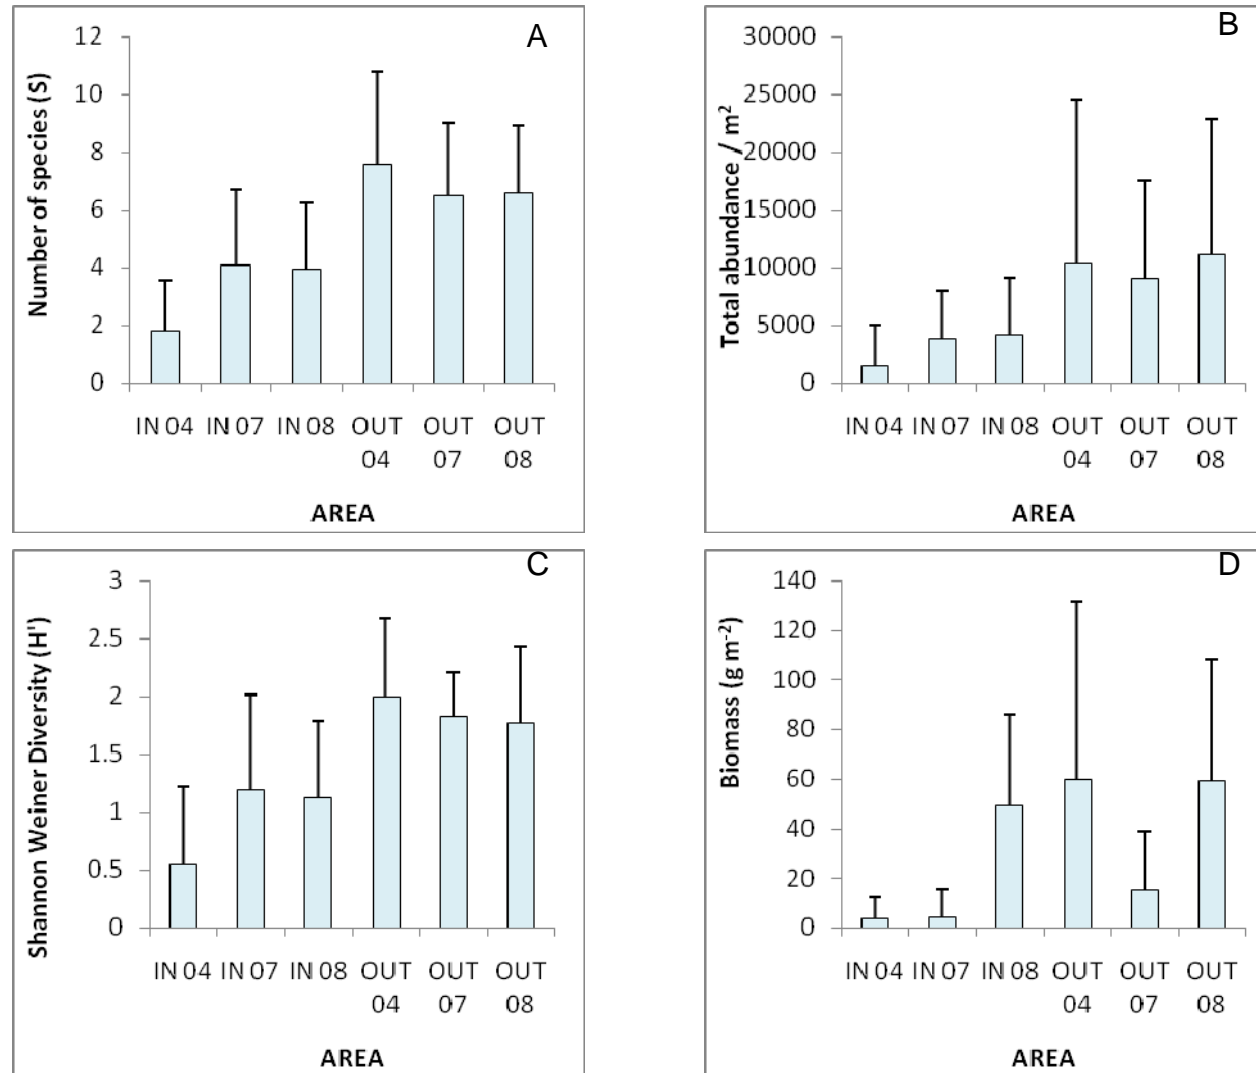 A
Number of species (S)
12
10
8
6
4
2
0
IN 04 IN 07 IN 08 OUT 04 OUT 07 OUT 08
AREA
B
Total abundance / m²
30000
25000
20000
15000
10000
5000
0
IN 04 IN 07 IN 08 OUT 04 OUT 07 OUT 08
AREA
C
Shannon Weiner Diversity (H')
3
2.5
2
1.5
1
0.5
0
IN 04 IN 07 IN 08 OUT 04 OUT 07 OUT 08
AREA
D
Biomass (g m⁻²)
140
120
100
80
60
40
20
0
IN 04 IN 07 IN 08 OUT 04 OUT 07 OUT 08
AREA